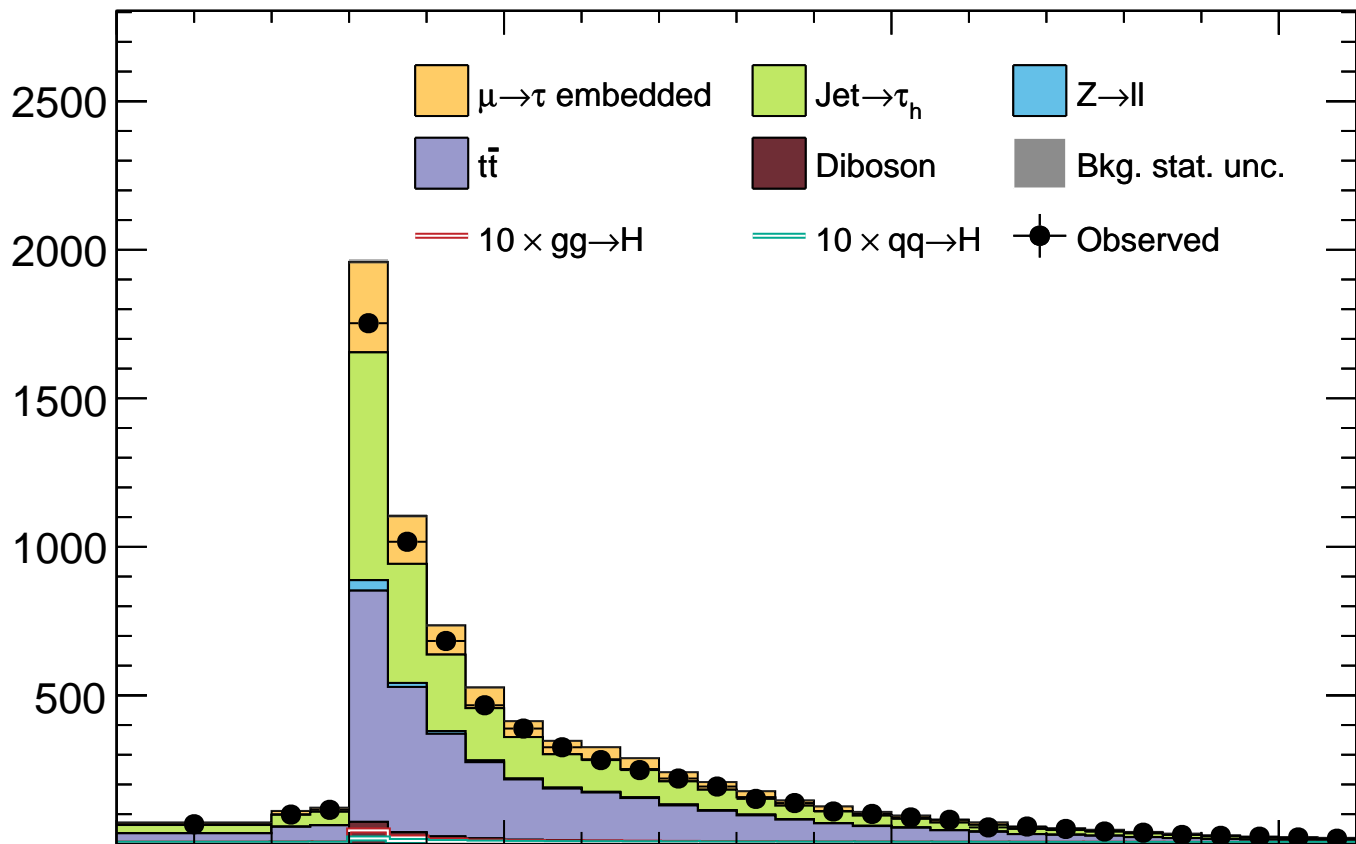 2500
μ→τ embedded Jet→τh Z→ll
tt̄ Diboson Bkg. stat. unc.
2000
10 × gg→H 10 × qq→H Observed
1500
1000
500